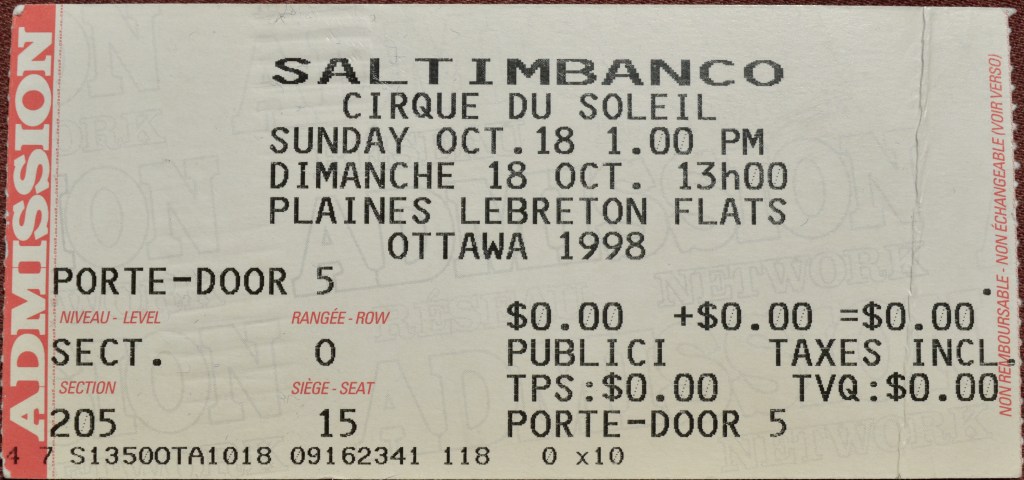 ADMISSION
SALTIMBANCO
CIRQUE DU SOLEIL
SUNDAY OCT.18 1.00 PM
DIMANCHE 18 OCT. 13h00
PLAINES LEBRETON FLATS
OTTAWA 1998
PORTE-DOOR 5
NIVEAU - LEVEL RANGÉE - ROW
SECT. O
SECTION SIÈGE - SEAT
205 15
$0.00 +$0.00 =$0.00
PUBLICI TAXES INCL.
TPS:$0.00 TVQ:$0.00
PORTE-DOOR 5
4 7 S1350OTA1018 09162341 118 0 x10
NON REMBOURSABLE - NON ÉCHANGEABLE (VOIR VERSO)